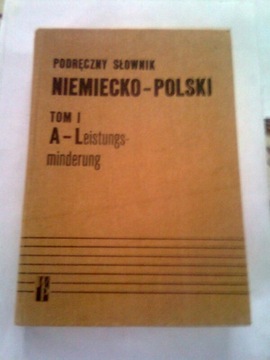 PODRĘCZNY SŁOWNIK
NIEMIECKO-POLSKI
TOM I
A-Leistungs-
minderung